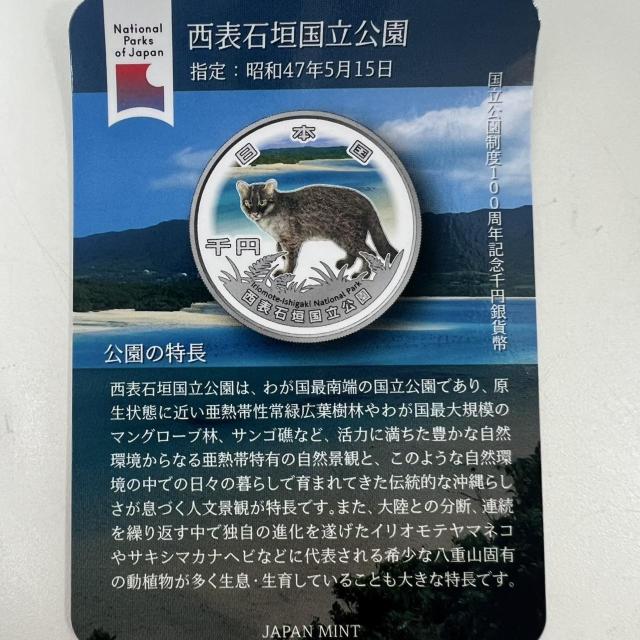 National
Parks
of Japan
西表石垣国立公園
指定：昭和47年5月15日
国立公園制度100周年記念千円銀貨幣
日本国
千円
Iriomote-Ishigaki National Park
西表石垣国立公園
公園の特長
西表石垣国立公園は、わが国最南端の国立公園であり、原
生状態に近い亜熱帯性常緑広葉樹林やわが国最大規模の
マングローブ林、サンゴ礁など、活力に満ちた豊かな自然
環境からなる亜熱帯特有の自然景観と、このような自然環
境の中での日々の暮らしで育まれてきた伝統的な沖縄らし
さが息づく人文景観が特長です。また、大陸との分断、連続
を繰り返す中で独自の進化を遂げたイリオモテヤマネコ
やサキシマカナヘビなどに代表される希少な八重山固有
の動植物が多く生息・生育していることも大きな特長です。
JAPAN MINT